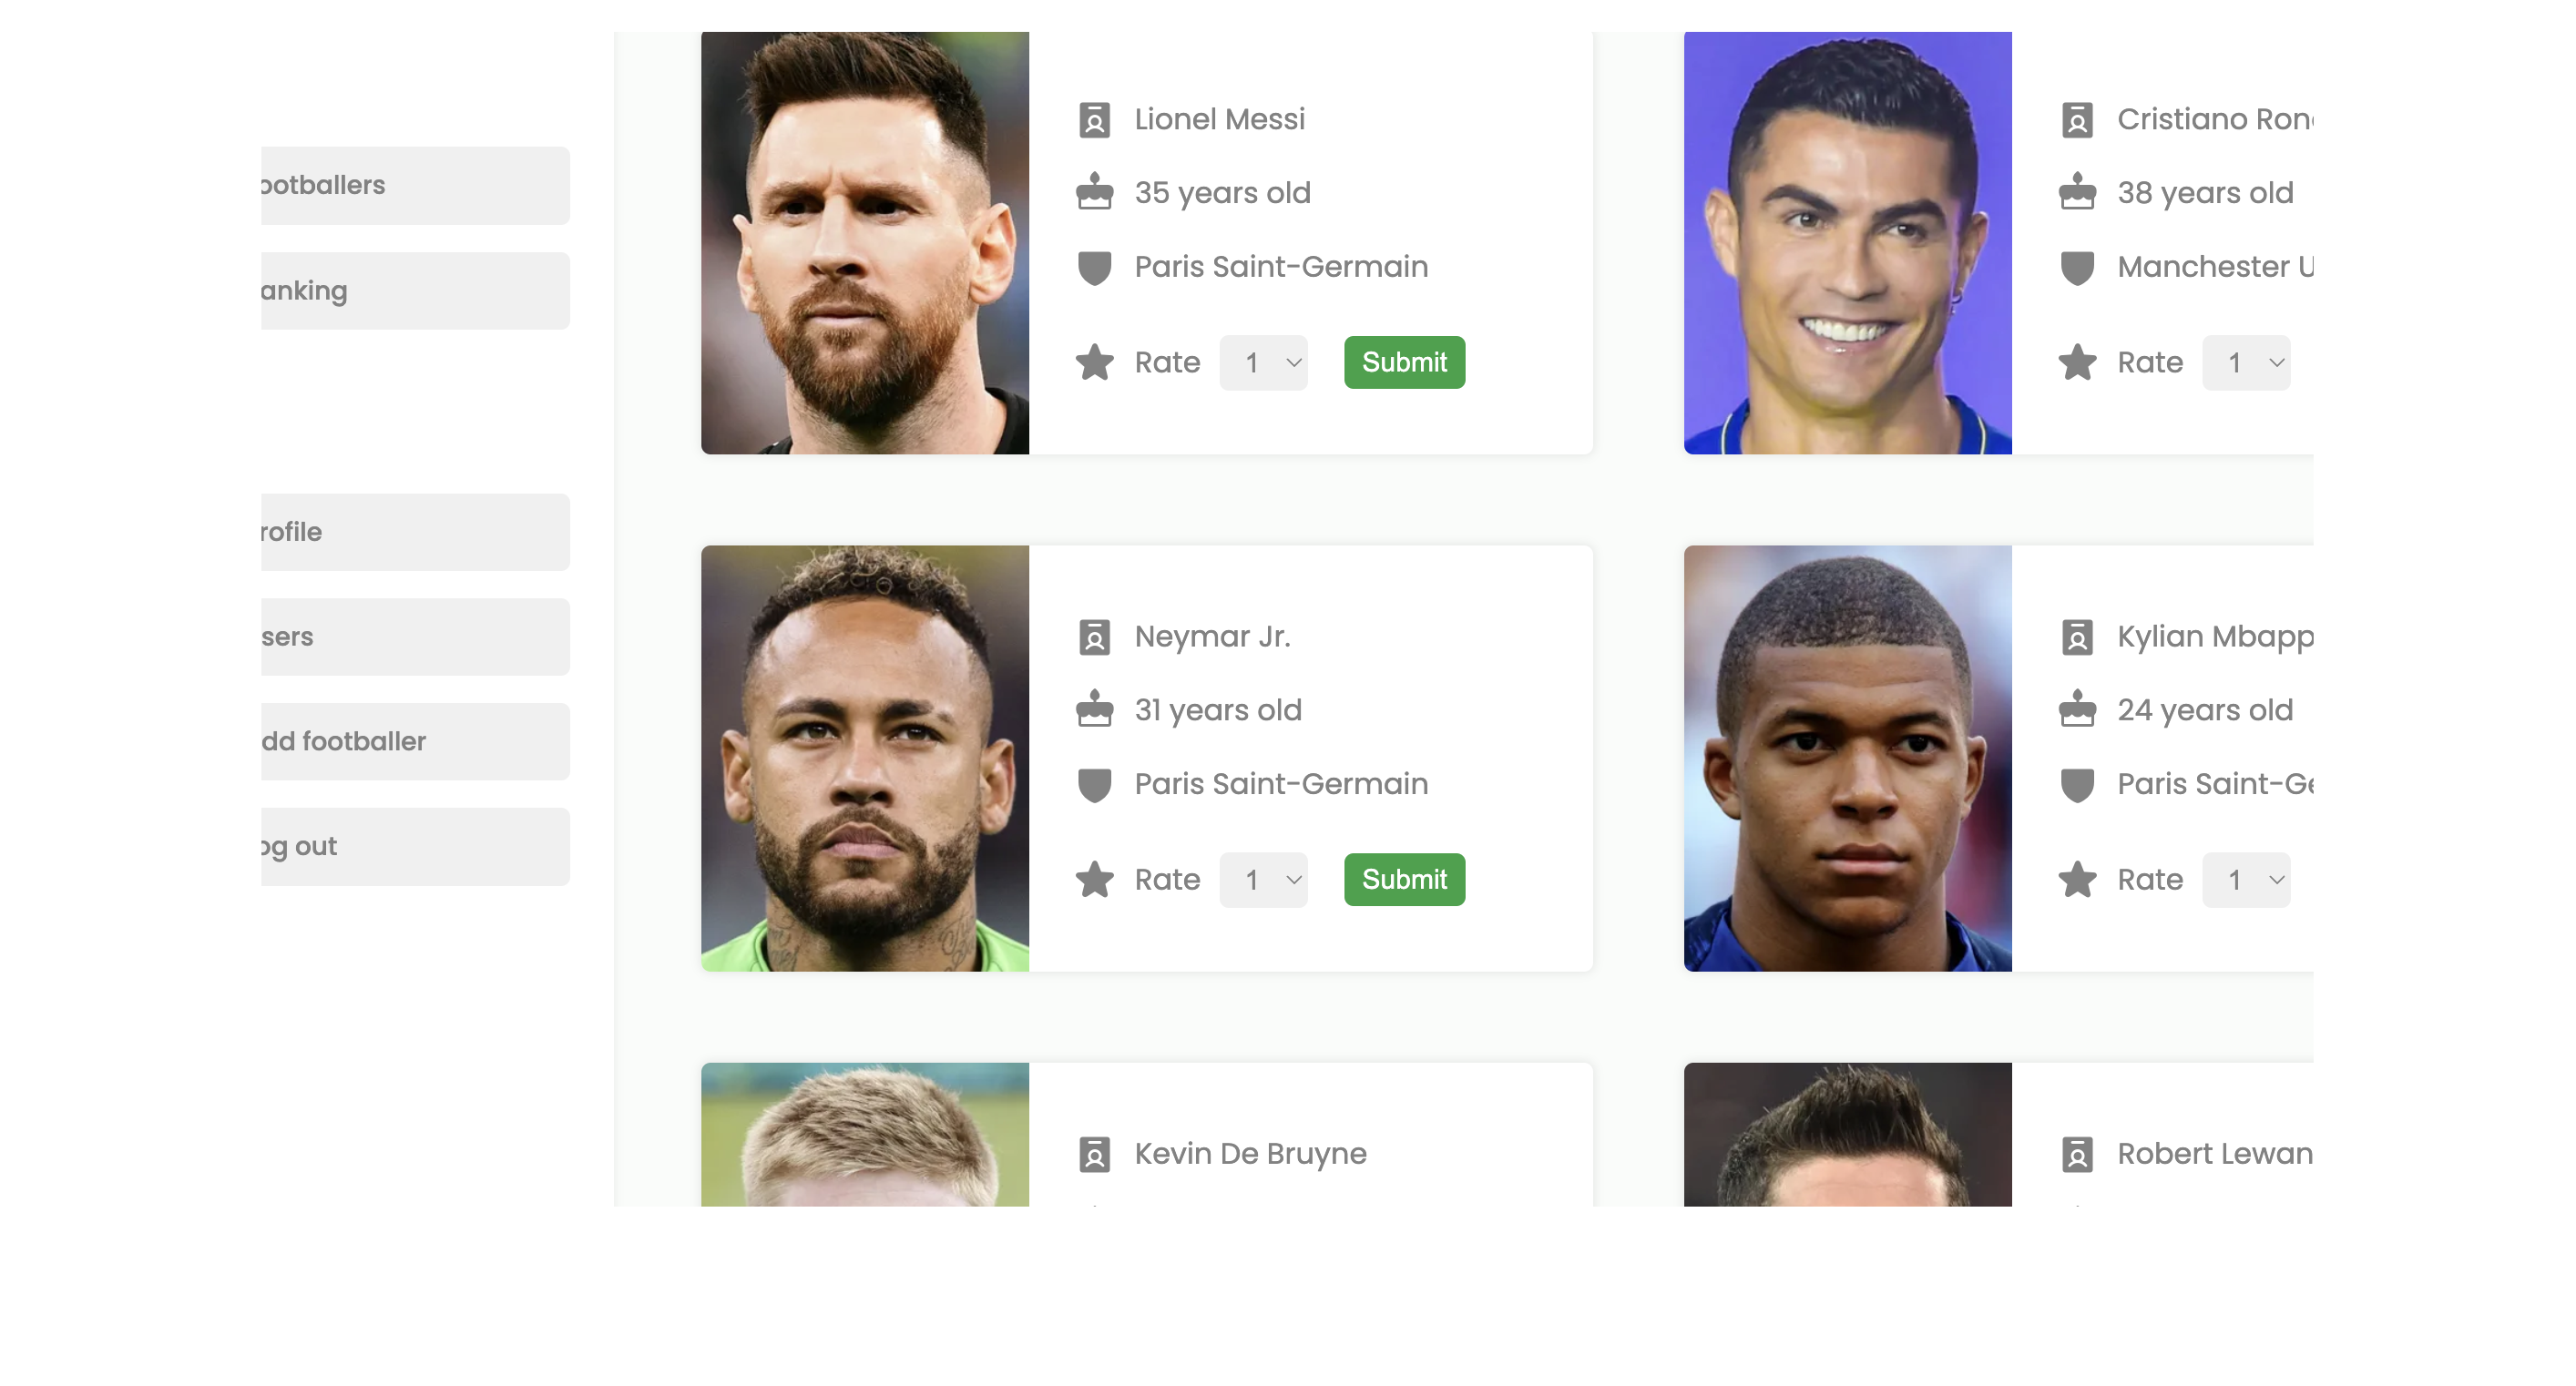 ootballers
anking
rofile
sers
dd footballer
og out
Lionel Messi
35 years old
Paris Saint-Germain
Rate 1 Submit
Cristiano Ron
38 years old
Manchester U
Rate 1
Neymar Jr.
31 years old
Paris Saint-Germain
Rate 1 Submit
Kylian Mbapp
24 years old
Paris Saint-Ge
Rate 1
Kevin De Bruyne
Robert Lewan